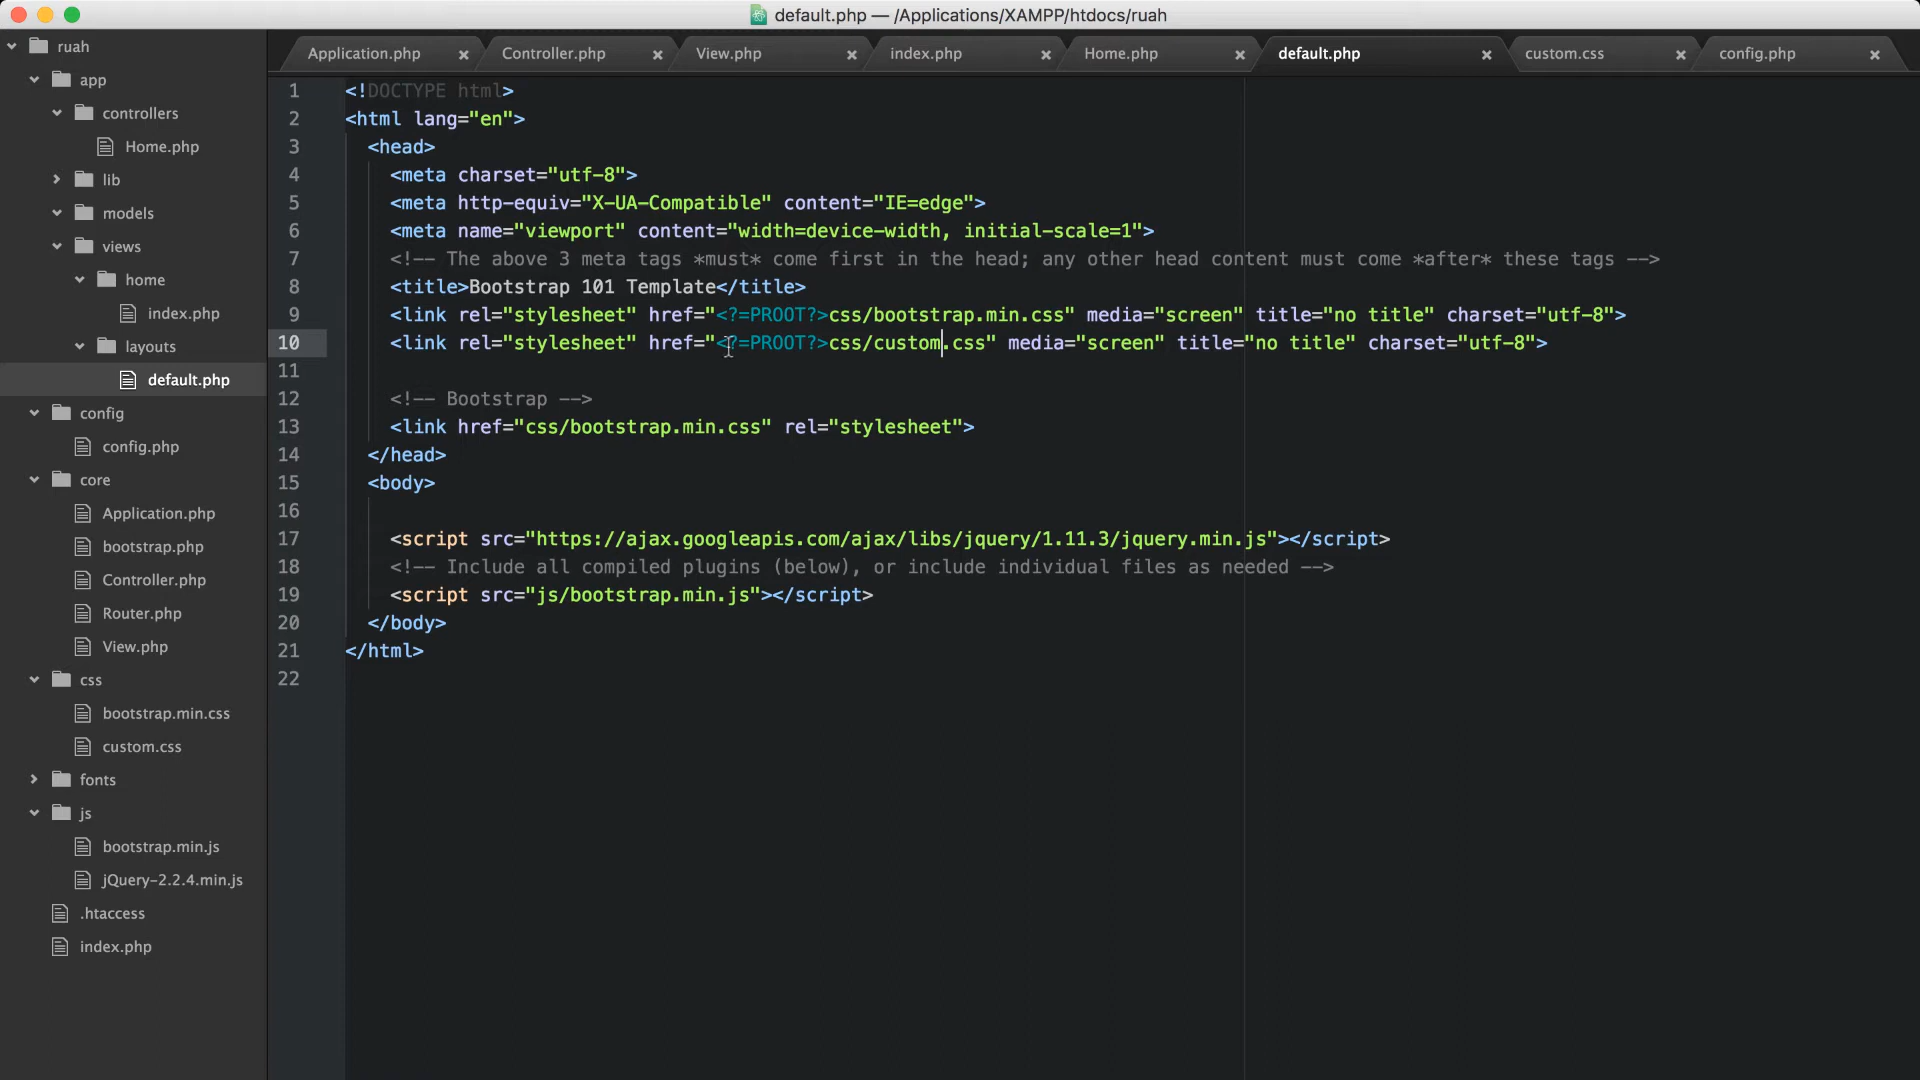 default.php — /Applications/XAMPP/htdocs/ruah
ruah
app
controllers
Home.php
lib
models
views
home
index.php
layouts
default.php
config
config.php
core
Application.php
bootstrap.php
Controller.php
Router.php
View.php
css
bootstrap.min.css
custom.css
fonts
js
bootstrap.min.js
jQuery-2.2.4.min.js
.htaccess
index.php
Application.php Controller.php View.php index.php Home.php default.php custom.css config.php
1 <!DOCTYPE html>
2 <html lang="en">
3 <head>
4 <meta charset="utf-8">
5 <meta http-equiv="X-UA-Compatible" content="IE=edge">
6 <meta name="viewport" content="width=device-width, initial-scale=1">
7 <!-- The above 3 meta tags *must* come first in the head; any other head content must come *after* these tags -->
8 <title>Bootstrap 101 Template</title>
9 <link rel="stylesheet" href="<?=PROOT?>css/bootstrap.min.css" media="screen" title="no title" charset="utf-8">
10 <link rel="stylesheet" href="<?=PROOT?>css/custom.css" media="screen" title="no title" charset="utf-8">
11
12 <!-- Bootstrap -->
13 <link href="css/bootstrap.min.css" rel="stylesheet">
14 </head>
15 <body>
16
17 <script src="https://ajax.googleapis.com/ajax/libs/jquery/1.11.3/jquery.min.js"></script>
18 <!-- Include all compiled plugins (below), or include individual files as needed -->
19 <script src="js/bootstrap.min.js"></script>
20 </body>
21 </html>
22